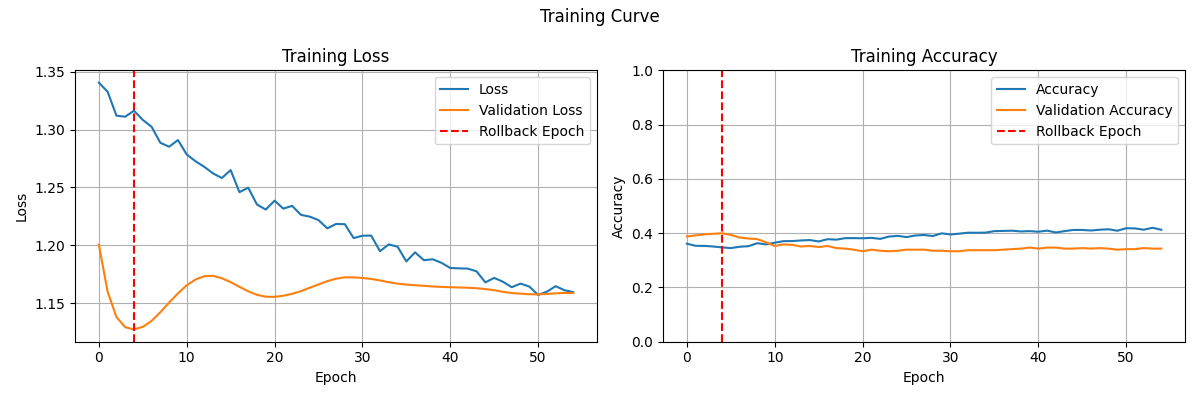 Training Curve
Training Loss
1.35
1.30
1.25
1.20
1.15
Loss
0 10 20 30 40 50
Epoch
Loss
Validation Loss
Rollback Epoch
Training Accuracy
1.0
0.8
0.6
0.4
0.2
0.0
Accuracy
0 10 20 30 40 50
Epoch
Accuracy
Validation Accuracy
Rollback Epoch